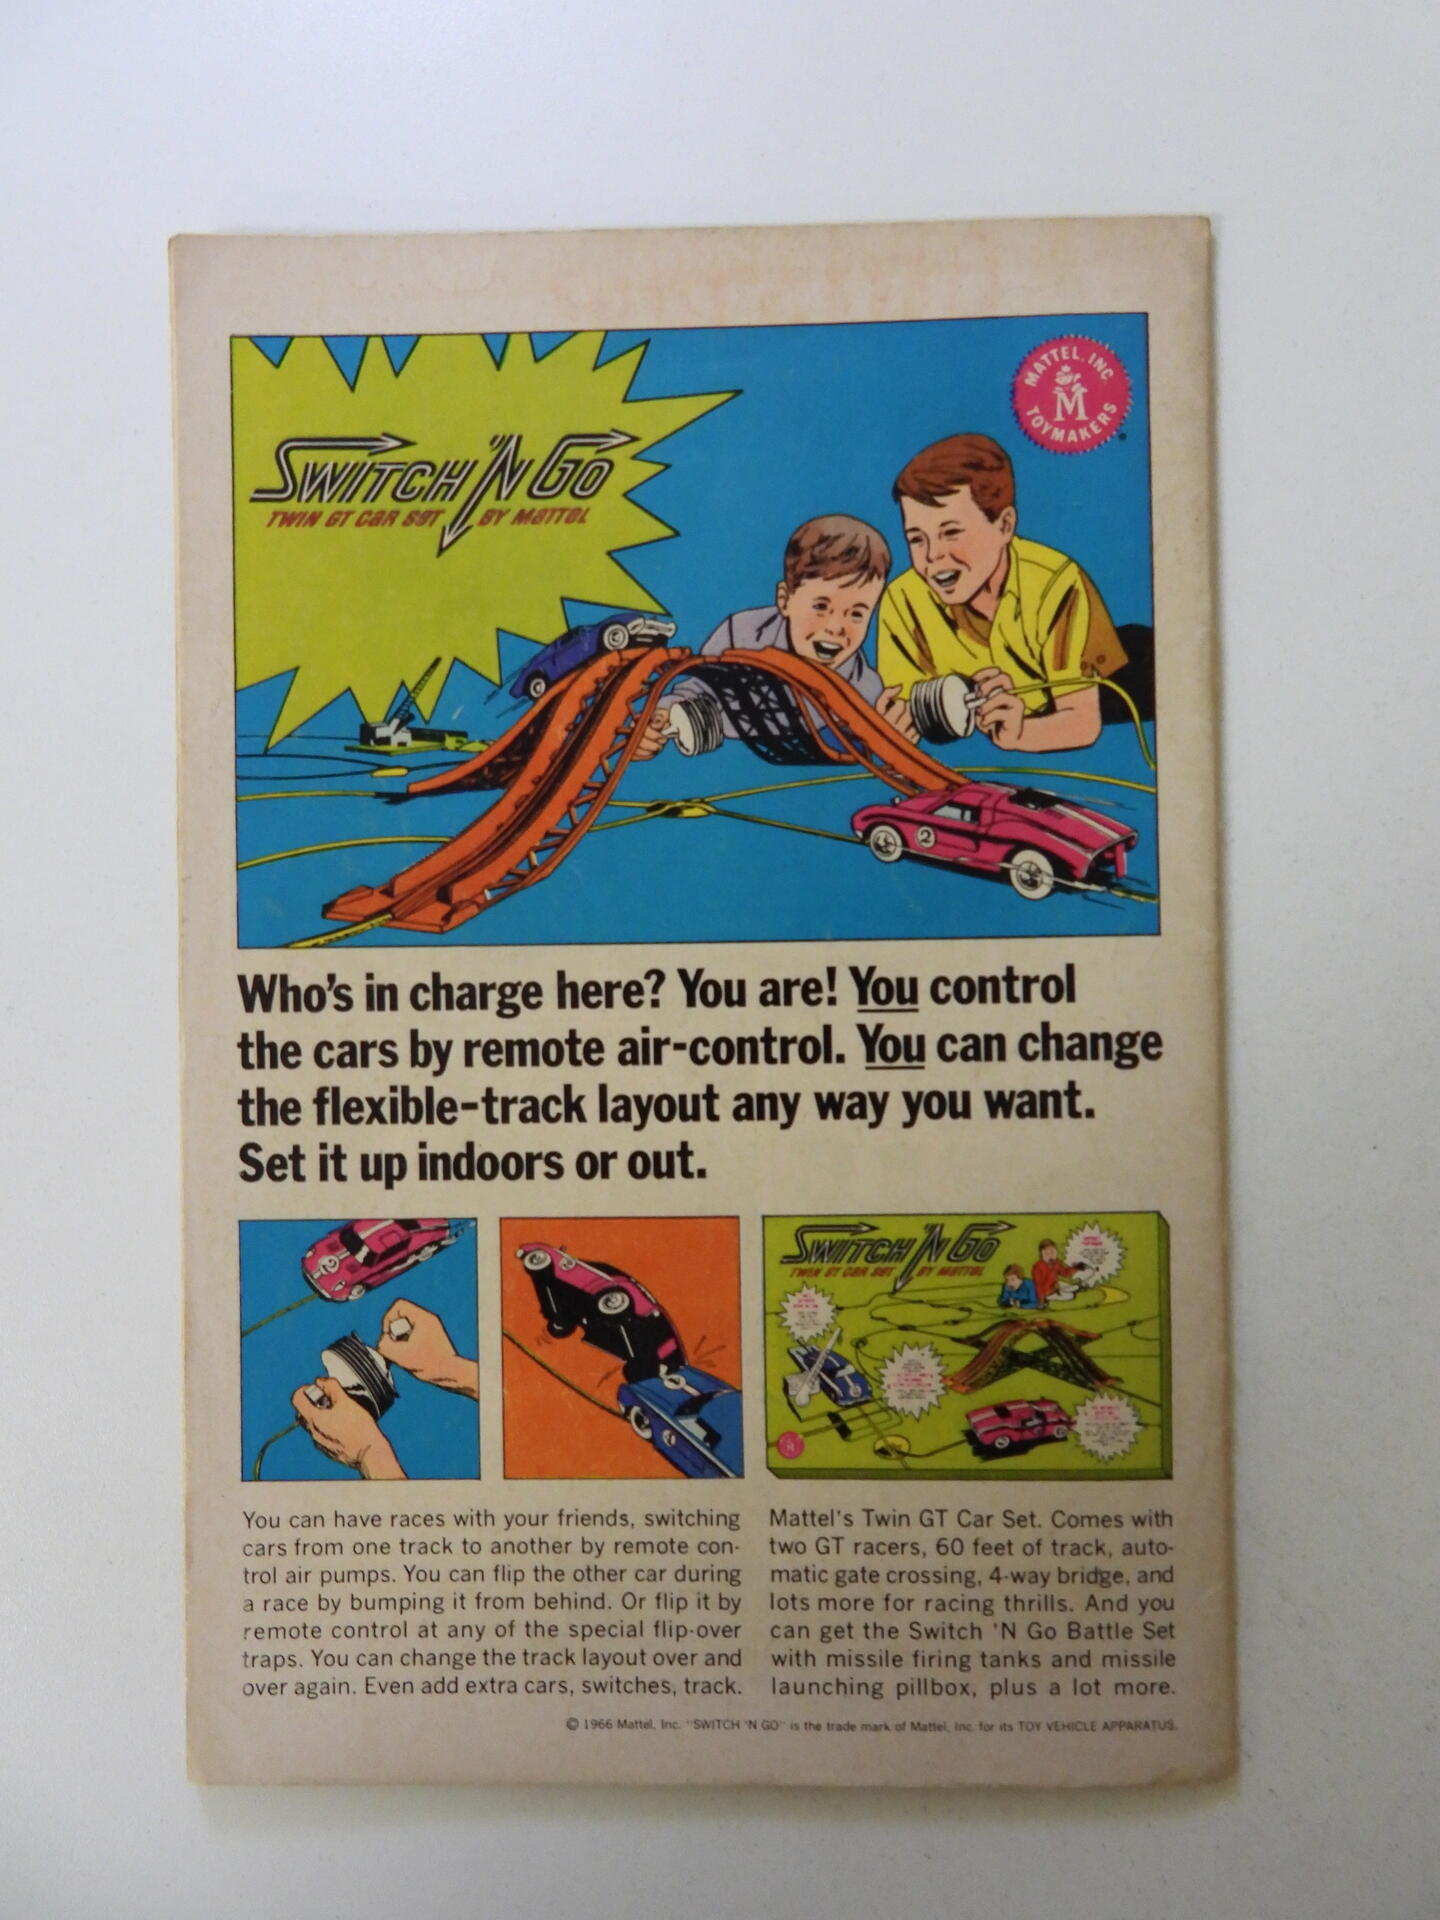 MATTEL, INC.
M
TOYMAKERS
SWITCH 'N GO
TWIN GT CAR SET BY MATTEL
2
Who's in charge here? You are! You control
the cars by remote air-control. You can change
the flexible-track layout any way you want.
Set it up indoors or out.
2
SWITCH 'N GO
TWIN GT CAR SET BY MATTEL
M
You can have races with your friends, switching
cars from one track to another by remote con-
trol air pumps. You can flip the other car during
a race by bumping it from behind. Or flip it by
remote control at any of the special flip-over
traps. You can change the track layout over and
over again. Even add extra cars, switches, track.
Mattel's Twin GT Car Set. Comes with
two GT racers, 60 feet of track, auto-
matic gate crossing, 4-way bridge, and
lots more for racing thrills. And you
can get the Switch 'N Go Battle Set
with missile firing tanks and missile
launching pillbox, plus a lot more.
© 1966 Mattel, Inc. "SWITCH 'N GO" is the trade mark of Mattel, Inc. for its TOY VEHICLE APPARATUS.